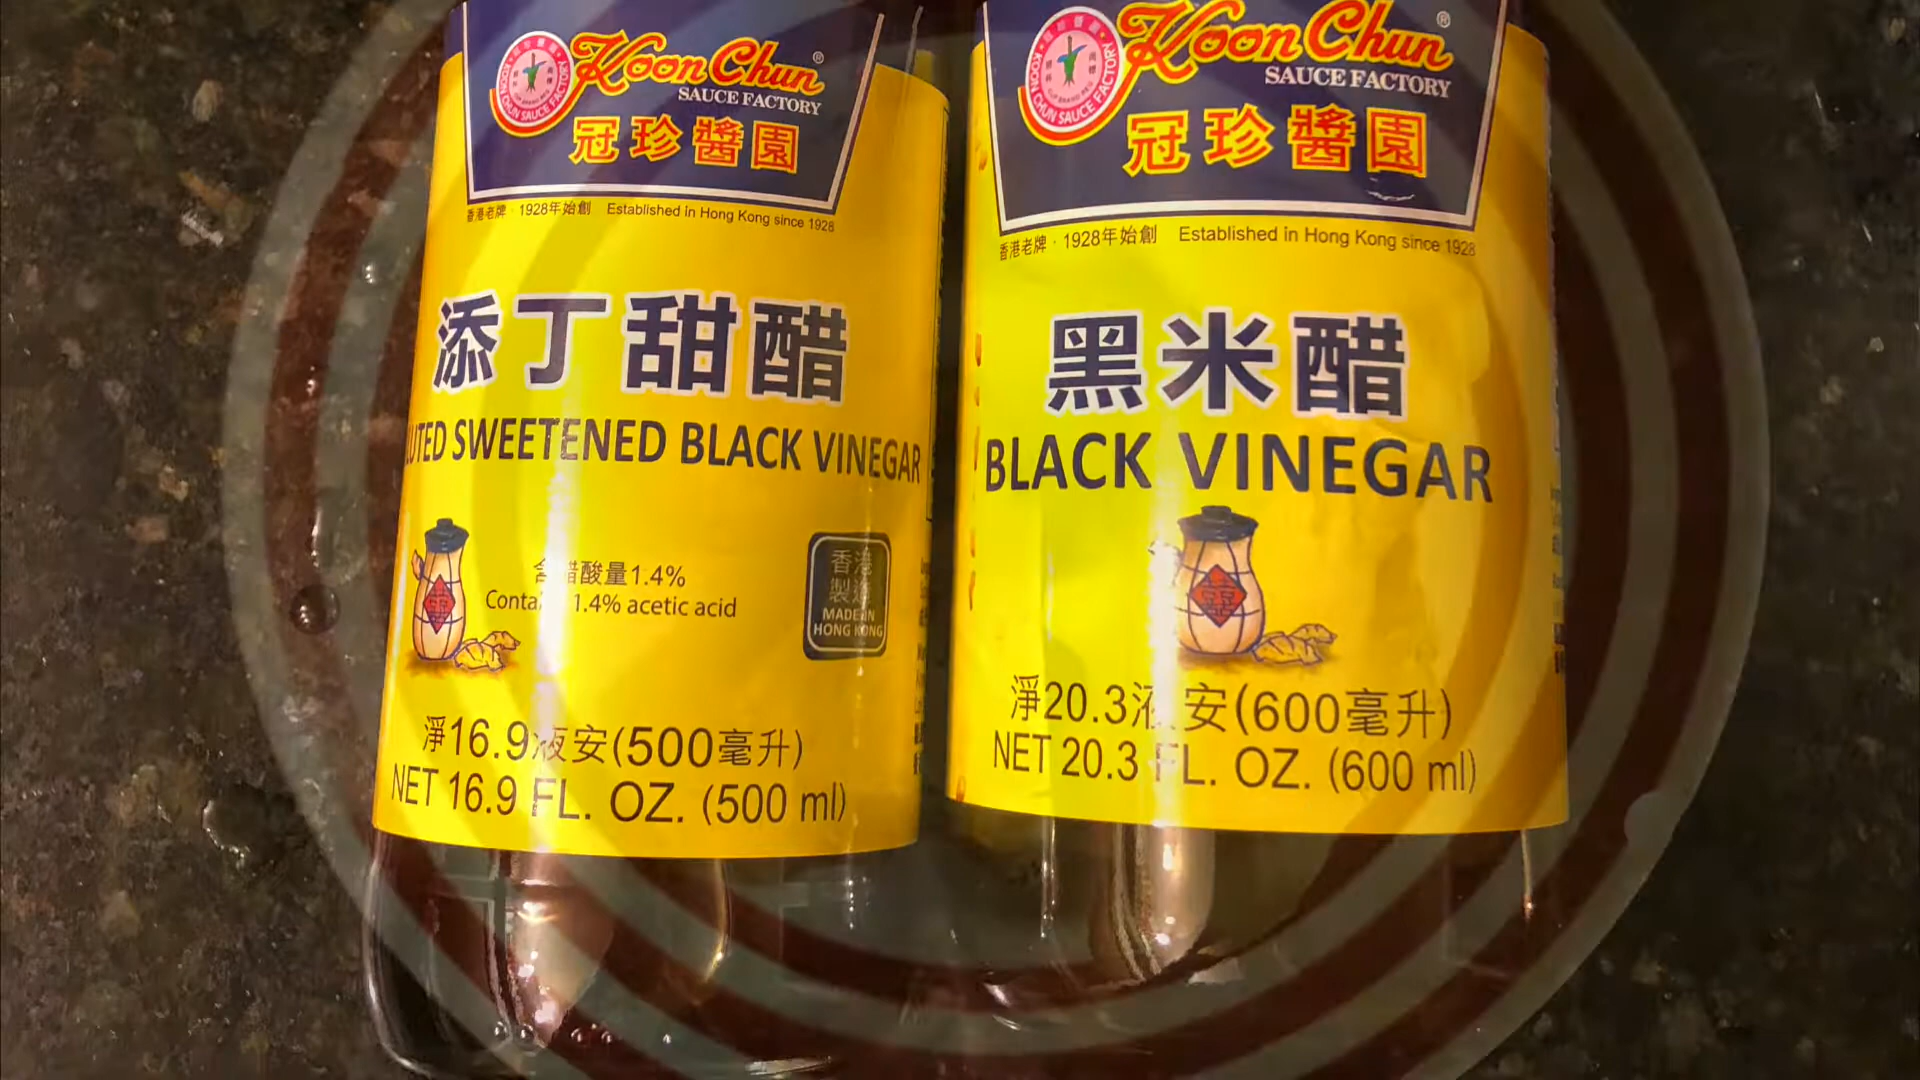 Koon Chun®
SAUCE FACTORY
冠珍醬園
香港老牌·1928年始創 Established in Hong Kong since 1928
添丁甜醋
SWEETENED BLACK VINEGAR
醋酸量1.4%
1.4% acetic acid
香港
製造
MADE IN
HONG KONG
淨16.9液安(500毫升)
NET 16.9 FL. OZ. (500 ml)
Koon Chun®
SAUCE FACTORY
冠珍醬園
香港老牌·1928年始創 Established in Hong Kong since 1928
黑米醋
BLACK VINEGAR
淨20.3液安(600毫升)
NET 20.3 FL. OZ. (600 ml)